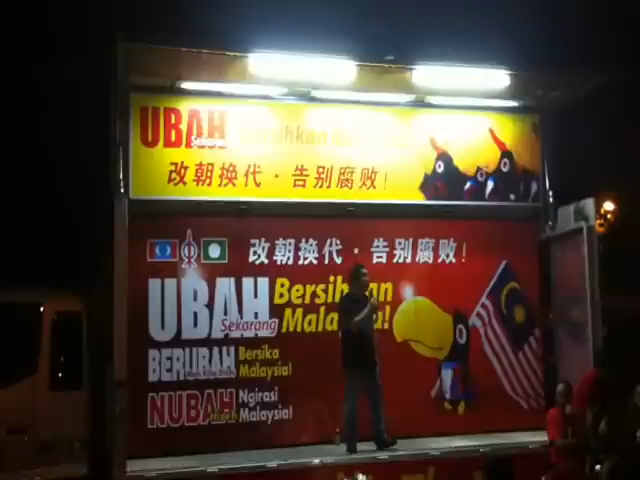 UBAH
改朝换代·告别腐败!
改朝换代·告别腐败!
UBAH Sekarang
Malaysia!
BERUBAH Bersika Malaysia!
NUBAH Ngirasi Malaysia!